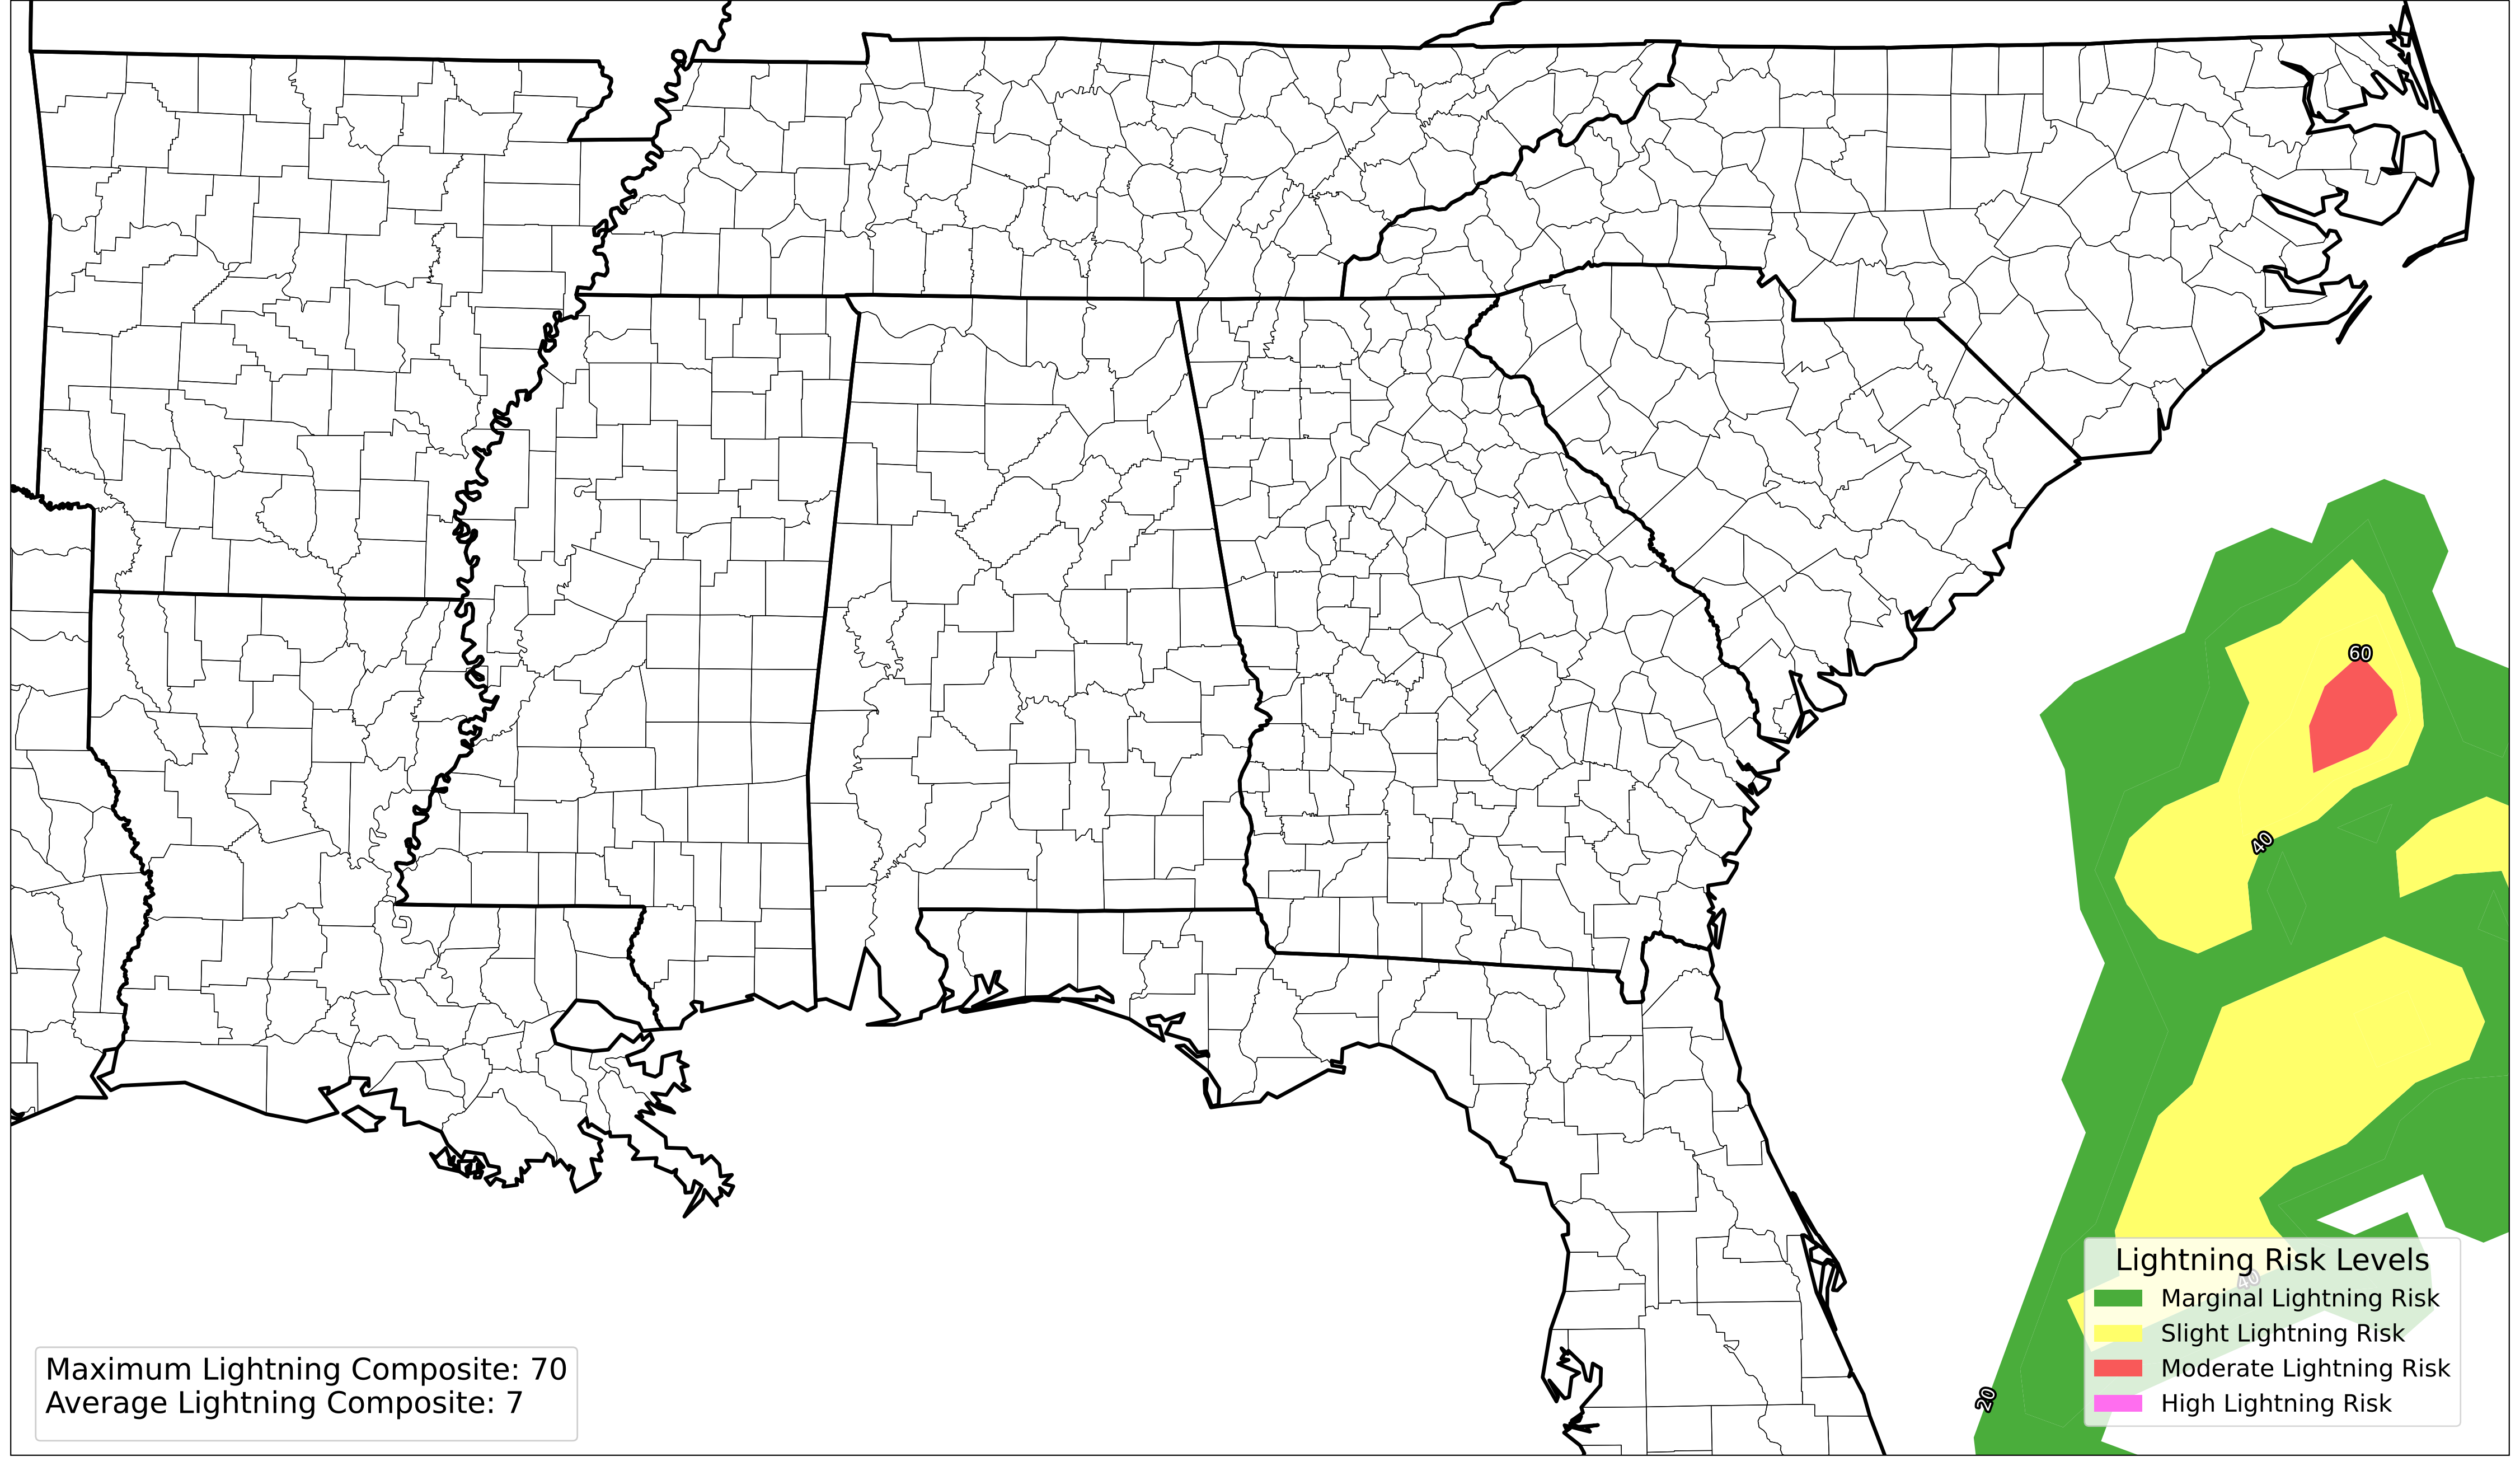 60
40
40
20
Lightning Risk Levels
Marginal Lightning Risk
Slight Lightning Risk
Moderate Lightning Risk
High Lightning Risk
Maximum Lightning Composite: 70
Average Lightning Composite: 7